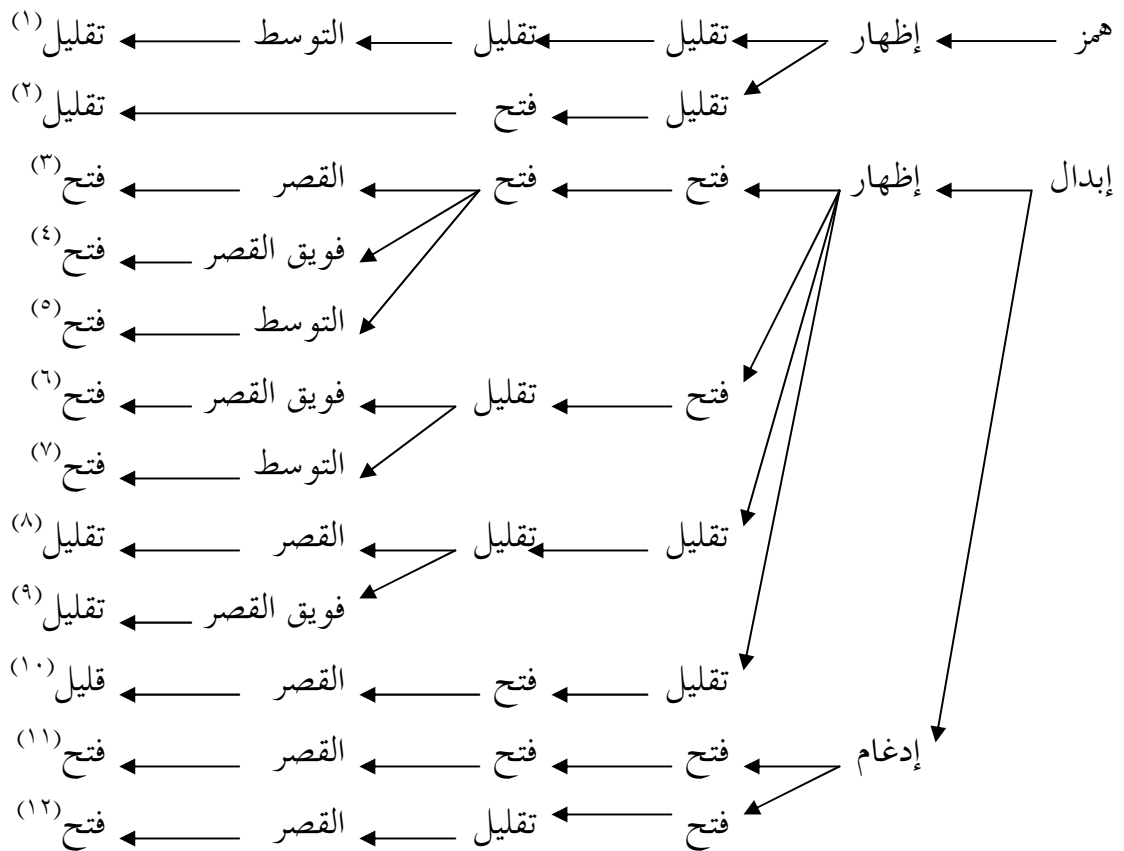 همز إظهار تقليل تقليل التوسط تقليل(١)
تقليل فتح تقليل(٢)
إبدال إظهار فتح فتح القصر فتح(٣)
فويق القصر فتح(٤)
التوسط فتح(٥)
فتح تقليل فويق القصر فتح(٦)
التوسط فتح(٧)
تقليل تقليل القصر تقليل(٨)
فويق القصر تقليل(٩)
تقليل فتح القصر قليل(١٠)
إدغام فتح فتح القصر فتح(١١)
فتح تقليل القصر فتح(١٢)